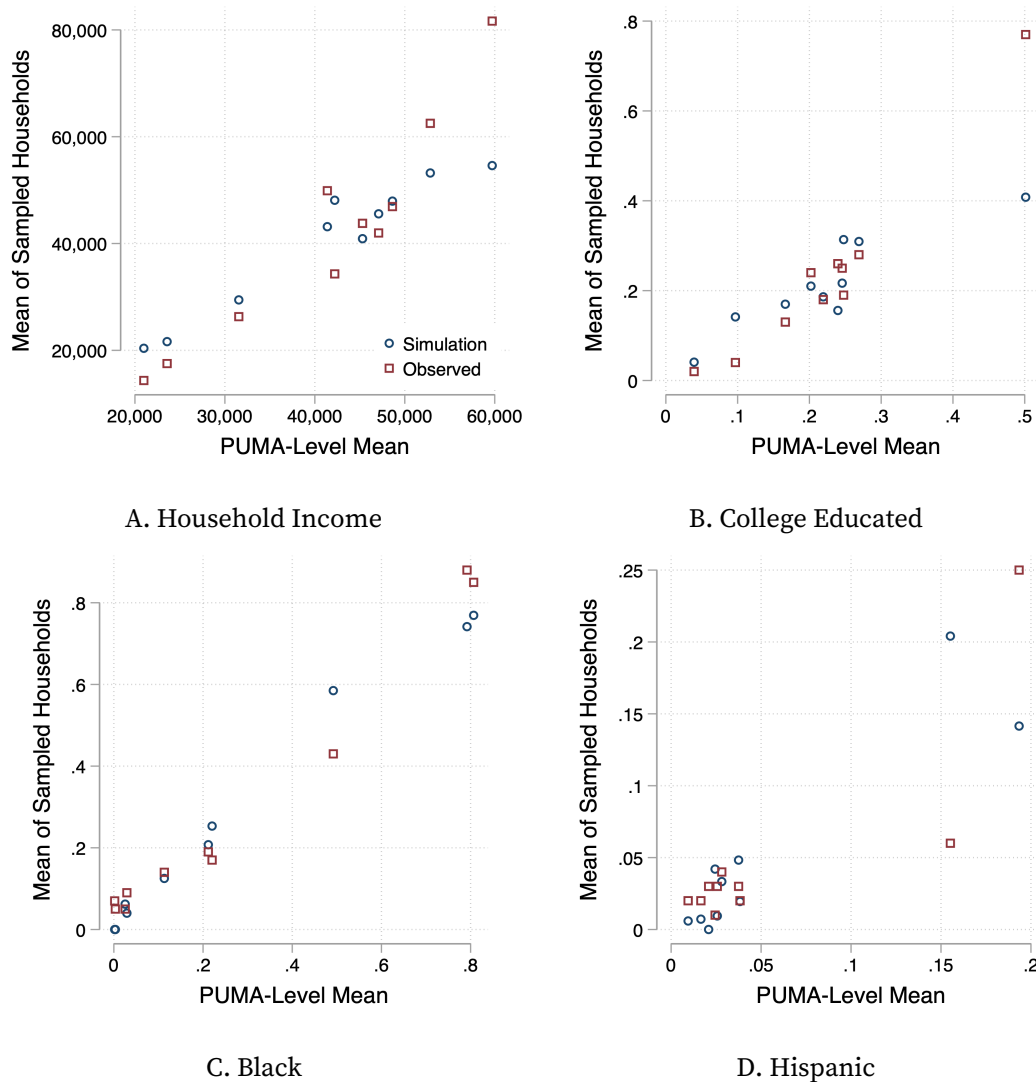 Mean of Sampled Households
80,000
60,000
40,000
20,000
20,000 30,000 40,000 50,000 60,000
PUMA-Level Mean
Simulation
Observed
A. Household Income
Mean of Sampled Households
.8
.6
.4
.2
0
0 .1 .2 .3 .4 .5
PUMA-Level Mean
B. College Educated
Mean of Sampled Households
.8
.6
.4
.2
0
0 .2 .4 .6 .8
PUMA-Level Mean
C. Black
Mean of Sampled Households
.25
.2
.15
.1
.05
0
0 .05 .1 .15 .2
PUMA-Level Mean
D. Hispanic